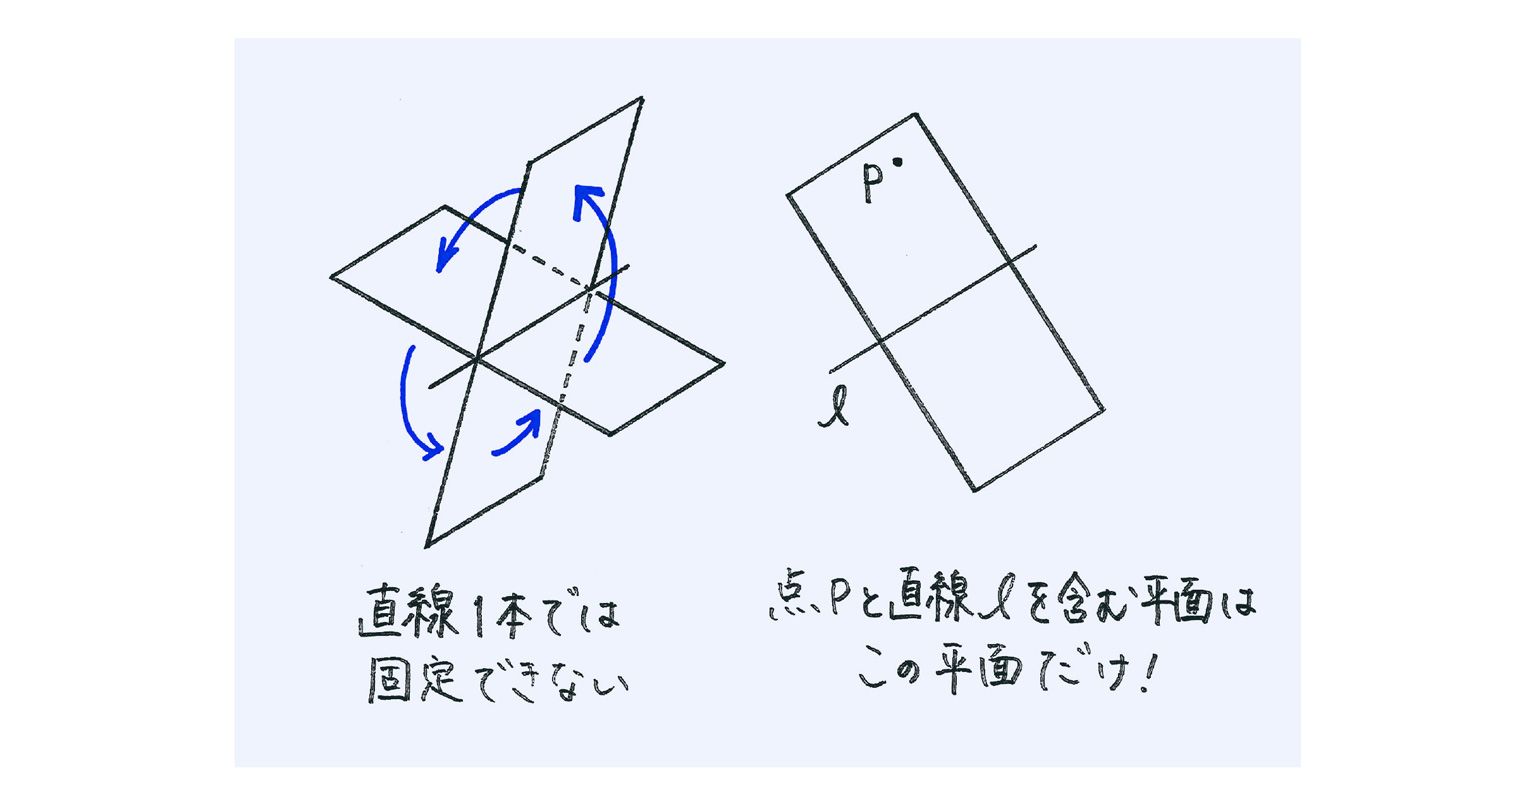 P
ℓ
直線1本では
固定できない
点Pと直線ℓを含む平面は
この平面だけ!